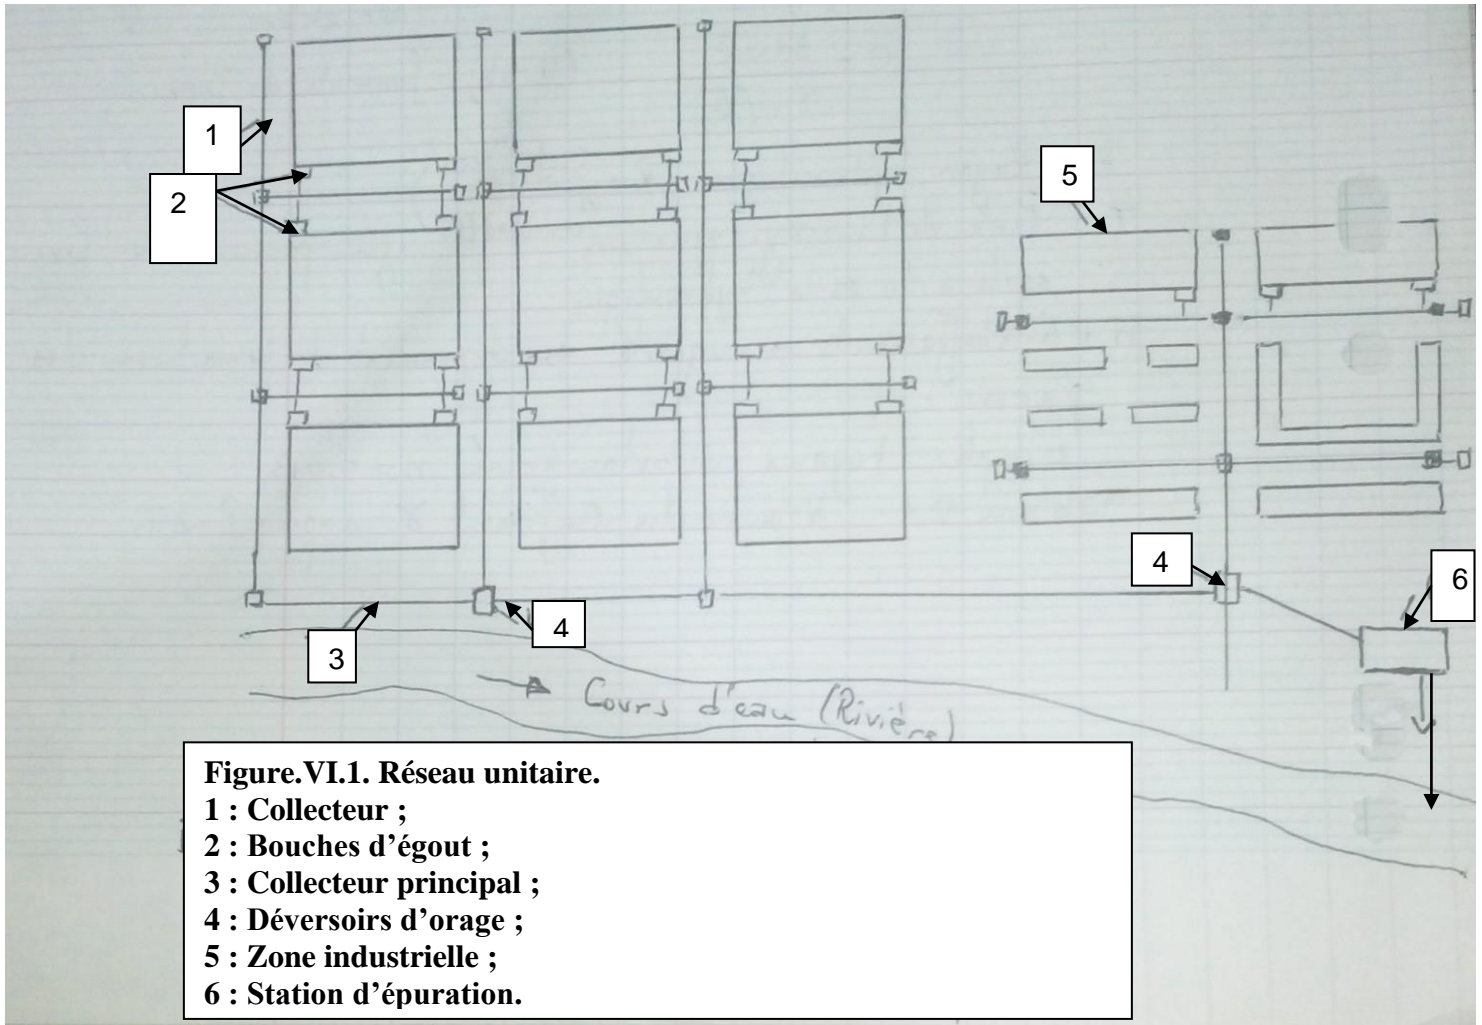 1
2
5
4
6
4
3
Cours d'eau (Rivière)
Figure.VI.1. Réseau unitaire.
1 : Collecteur ;
2 : Bouches d'égout ;
3 : Collecteur principal ;
4 : Déversoirs d'orage ;
5 : Zone industrielle ;
6 : Station d'épuration.